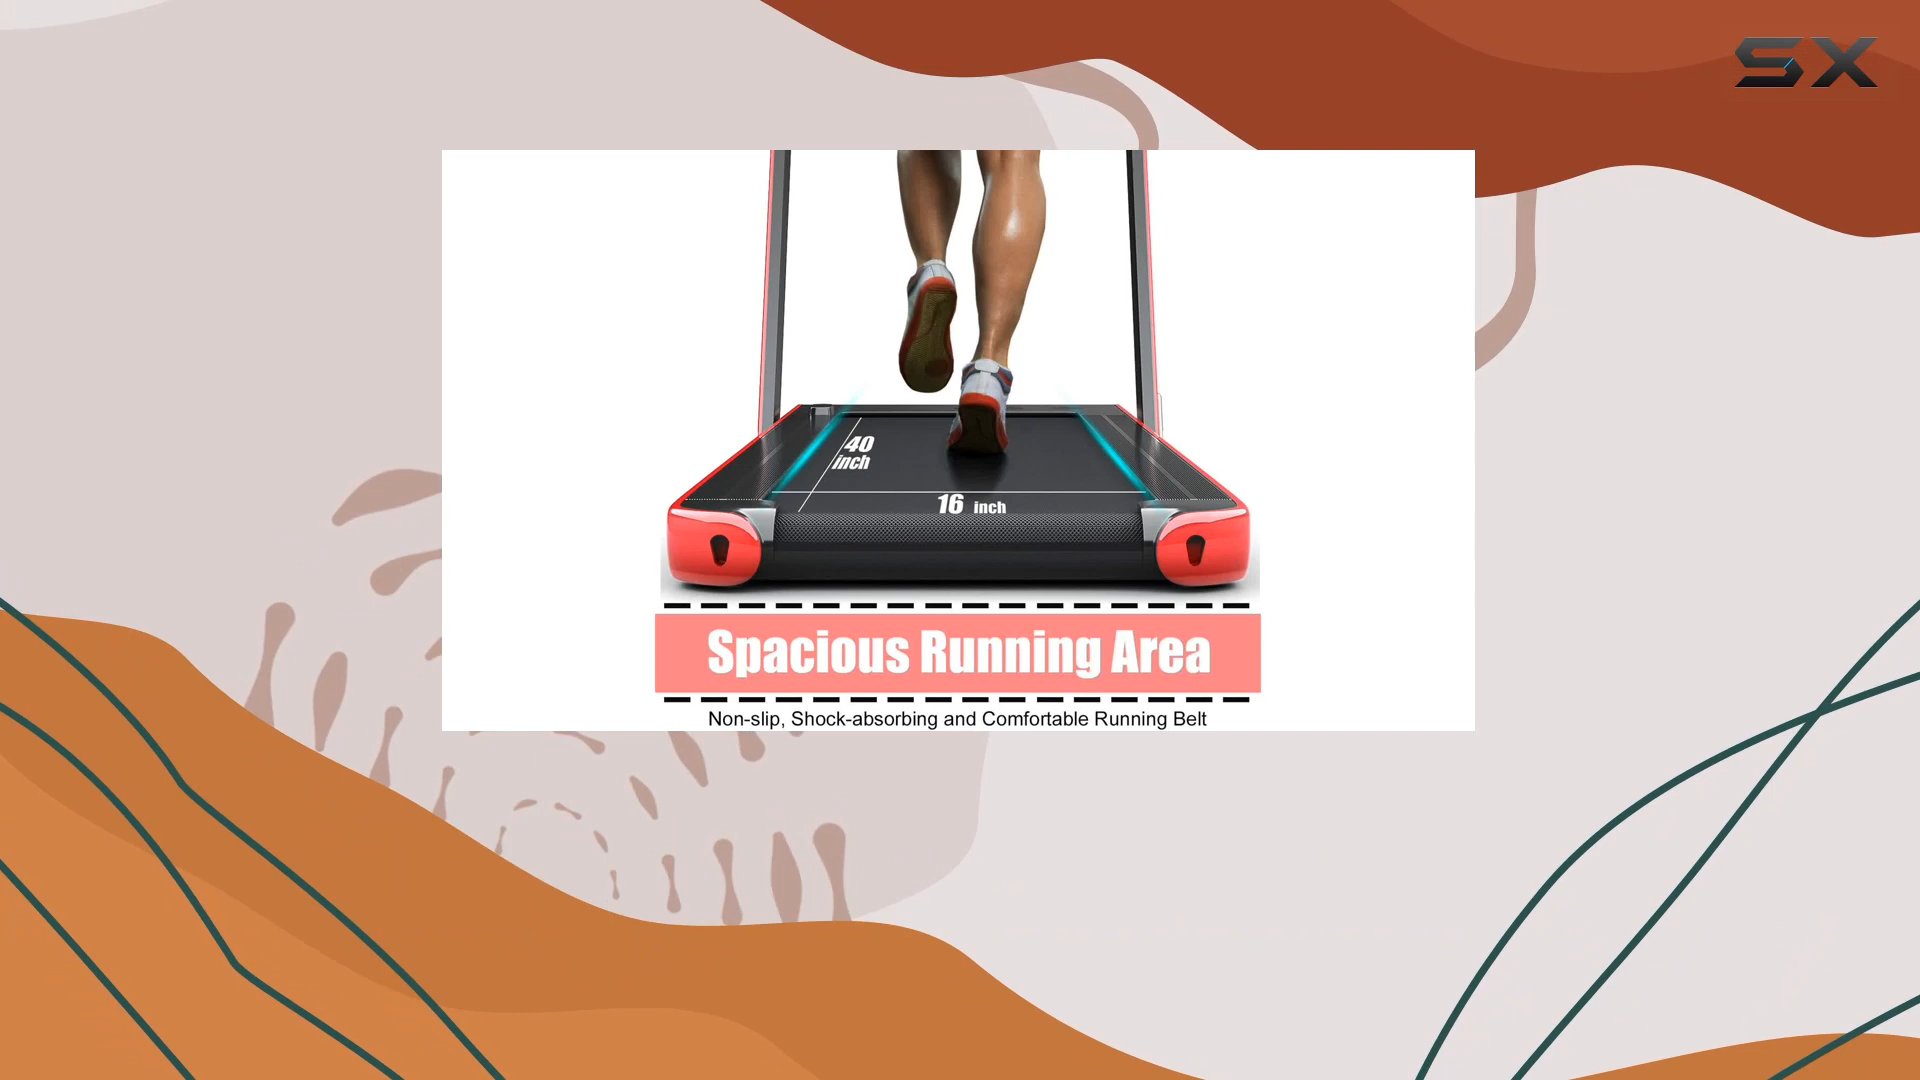 SX
40
inch
16 inch
Spacious Running Area
Non-slip, Shock-absorbing and Comfortable Running Belt